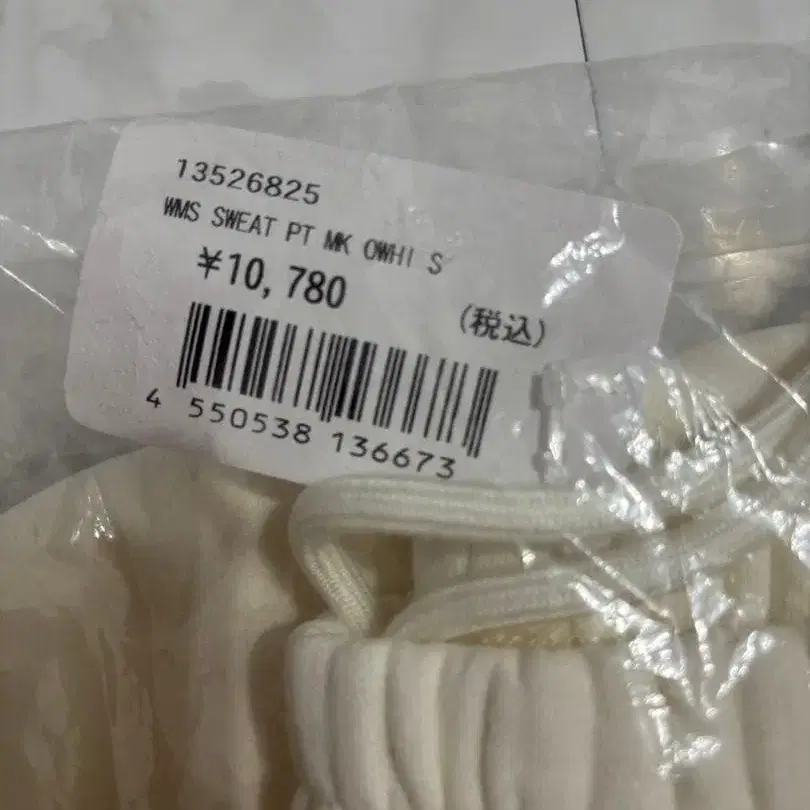 13526825
WMS SWEAT PT MK OWHI S
¥10,780
(税込)
4 550538 136673